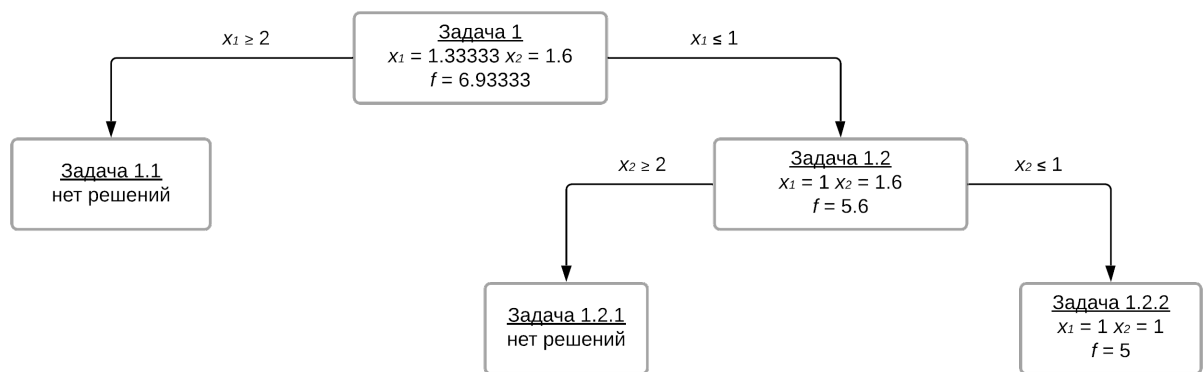 x₁ ≥ 2
Задача 1
x₁ = 1.33333 x₂ = 1.6
f = 6.93333
x₁ ≤ 1
Задача 1.1
нет решений
x₂ ≥ 2
Задача 1.2
x₁ = 1 x₂ = 1.6
f = 5.6
x₂ ≤ 1
Задача 1.2.1
нет решений
Задача 1.2.2
x₁ = 1 x₂ = 1
f = 5